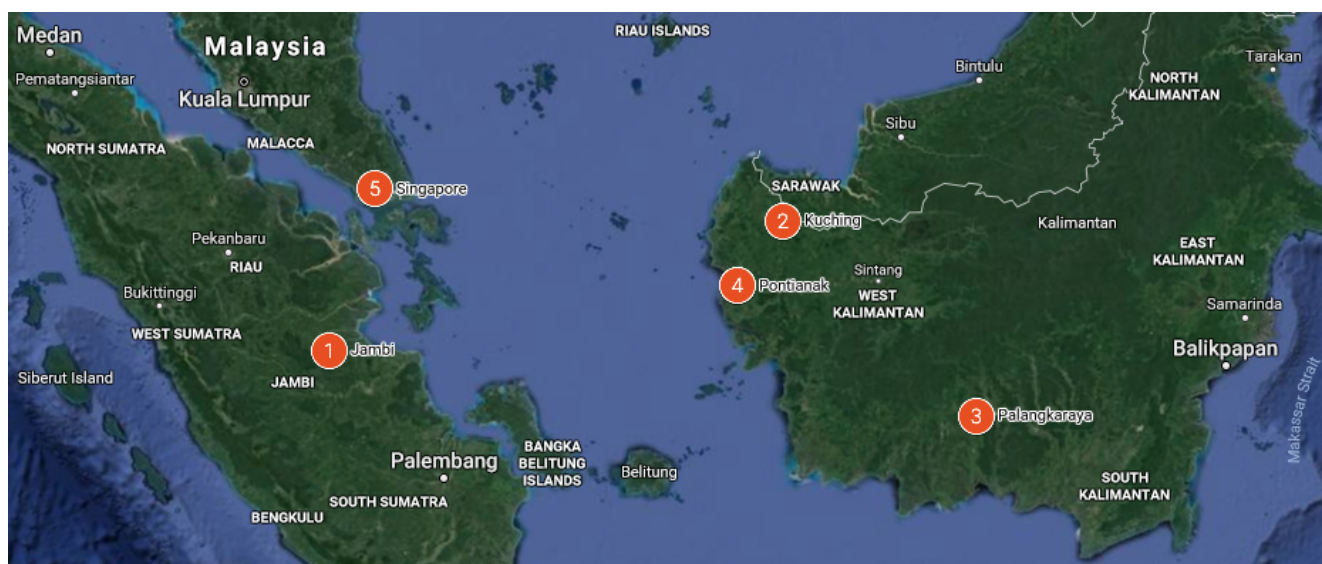 Medan
Malaysia
RIAU ISLANDS
Bintulu
Tarakan
Pematangsiantar
Kuala Lumpur
NORTH
KALIMANTAN
NORTH SUMATRA
MALACCA
Sibu
5 Singapore
SARAWAK
2 Kuching
Kalimantan
Pekanbaru
RIAU
EAST
KALIMANTAN
Bukittinggi
4 Pontianak
Sintang
WEST
KALIMANTAN
Samarinda
WEST SUMATRA
1 Jambi
Balikpapan
Siberut Island
JAMBI
Makassar Strait
3 Palangkaraya
Palembang
BANGKA
BELITUNG
ISLANDS
Belitung
SOUTH
KALIMANTAN
SOUTH SUMATRA
BENGKULU